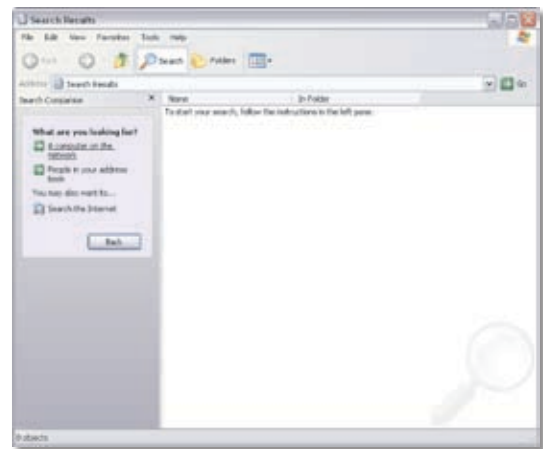 Search Results
File Edit View Favorites Tools Help
Back Search Folders
Address Search Results Go
Search Companion
Name In Folder
To start your search, follow the instructions in the left pane.
What are you looking for?
A computer on the
network
People in your address
book
You may also want to...
Search the Internet
Back
0 objects